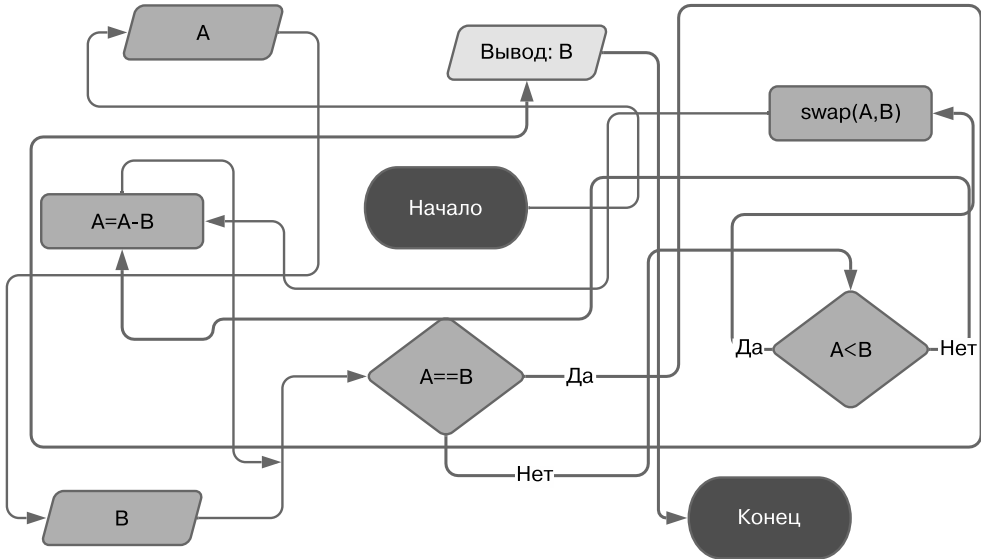 A
Вывод: B
swap(A,B)
A=A-B
Начало
A==B
Да
Да
A<B
Нет
Нет
B
Конец